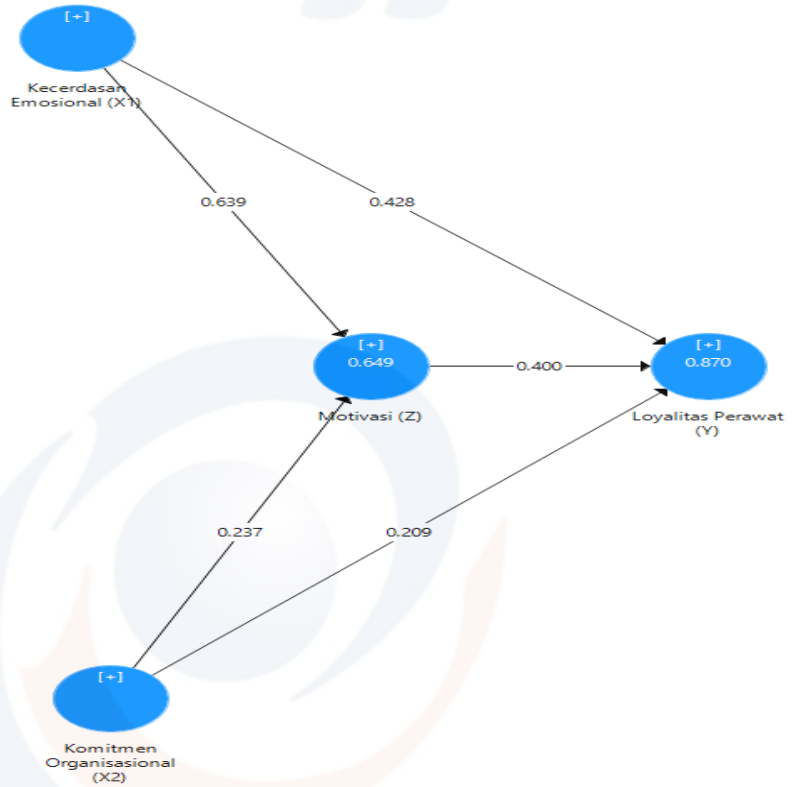 [+]
Kecerdasan
Emosional (X1)
0.639
0.428
[+]
0.649
Motivasi (Z)
0.400
[+]
0.870
Loyalitas Perawat
(Y)
0.237
0.209
[+]
Komitmen
Organisasional
(X2)